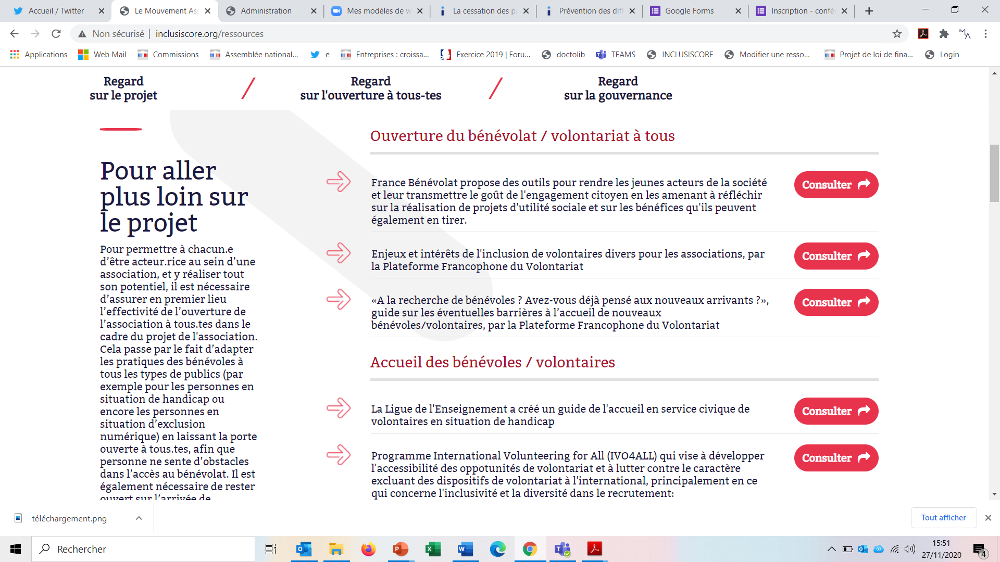 Accueil / Twitter
Le Mouvement Ass
Administration
Mes modèles de w
La cessation des pa
Prévention des diff
Google Forms
Inscription - confé
Non sécurisé | inclusiscore.org/ressources
Applications
Web Mail
Commissions
Assemblée national...
e
Entreprises : croissa...
Exercice 2019 | Foru...
doctolib
TEAMS
INCLUSISCORE
Modifier une resso...
Projet de loi de fina...
Login
Regard
sur le projet
Regard
sur l'ouverture à tous-tes
Regard
sur la gouvernance
Pour aller
plus loin sur
le projet
Pour permettre à chacun.e
d’être acteur.rice au sein d’une
association, et y réaliser tout
son potentiel, il est nécessaire
d’assurer en premier lieu
l’effectivité de l’ouverture de
l’association à tous.tes dans le
cadre du projet de l'association.
Cela passe par le fait d’adapter
les pratiques des bénévoles à
tous les types de publics (par
exemple pour les personnes en
situation de handicap ou
encore les personnes en
situation d’exclusion
numérique) en laissant la porte
ouverte à tous.tes, afin que
personne ne sente d’obstacles
dans l’accès au bénévolat. Il est
également nécessaire de rester
ouvert sur l’arrivée de
Ouverture du bénévolat / volontariat à tous
France Bénévolat propose des outils pour rendre les jeunes acteurs de la société
et leur transmettre le goût de l'engagement citoyen en les amenant à réfléchir
sur la réalisation de projets d'utilité sociale et sur les bénéfices qu'ils peuvent
également en tirer.
Consulter
Enjeux et intérêts de l'inclusion de volontaires divers pour les associations, par
la Plateforme Francophone du Volontariat
Consulter
«A la recherche de bénévoles ? Avez-vous déjà pensé aux nouveaux arrivants ?»,
guide sur les éventuelles barrières à l’accueil de nouveaux
bénévoles/volontaires, par la Plateforme Francophone du Volontariat
Consulter
Accueil des bénévoles / volontaires
La Ligue de l'Enseignement a créé un guide de l'accueil en service civique de
volontaires en situation de handicap
Consulter
Programme International Volunteering for All (IVO4ALL) qui vise à développer
l'accessibilité des oppotunités de volontariat et à lutter contre le caractère
excluant des dispositifs de volontariat à l'international, principalement en ce
qui concerne l'inclusivité et la diversité dans le recrutement:
Consulter
téléchargement.png
Tout afficher
Rechercher
15:51
27/11/2020
4